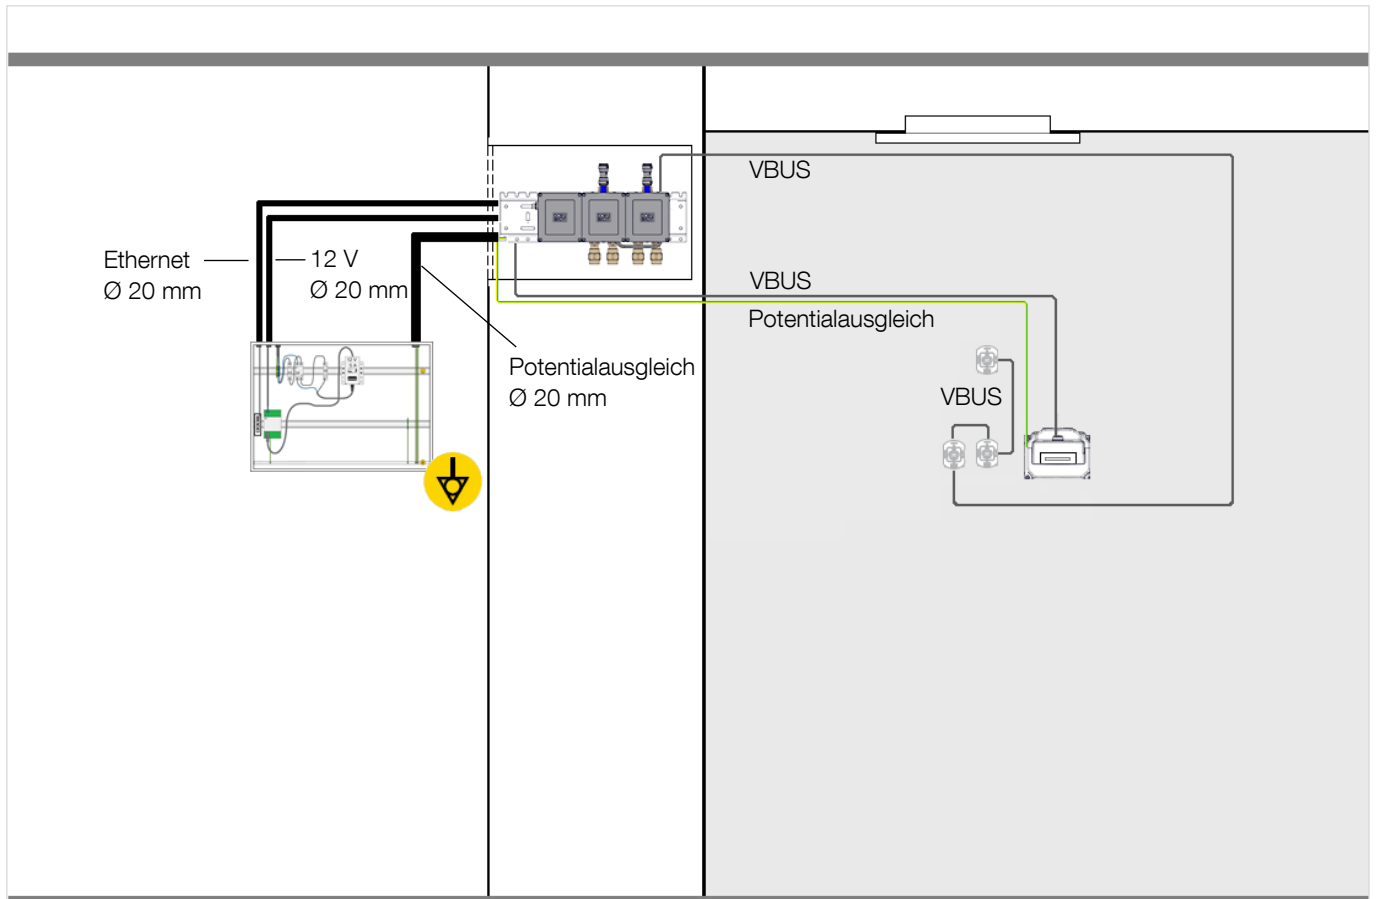 VBUS
Ethernet
Ø 20 mm
12 V
Ø 20 mm
VBUS
Potentialausgleich
Potentialausgleich
Ø 20 mm
VBUS